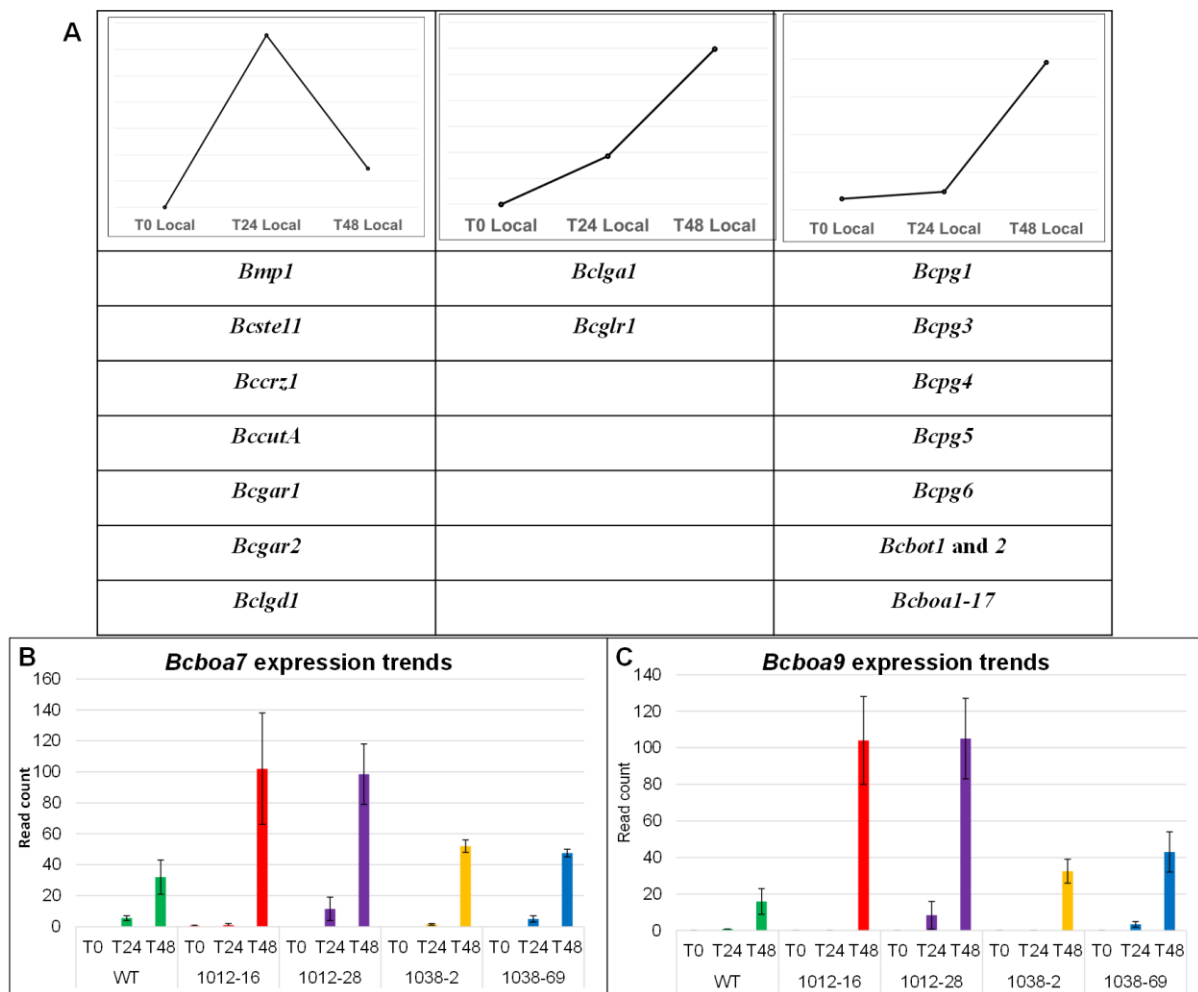 A
T0 Local T24 Local T48 Local
T0 Local T24 Local T48 Local
T0 Local T24 Local T48 Local
Bmp1 Bclga1 Bcpg1
Bcste11 Bcglr1 Bcpg3
Bccrz1 Bcpg4
BccutA Bcpg5
Bcgar1 Bcpg6
Bcgar2 Bcbot1 and 2
Bclgd1 Bcboa1-17
B
Bcboa7 expression trends
Read count
160
140
120
100
80
60
40
20
0
T0 T24 T48 T0 T24 T48 T0 T24 T48 T0 T24 T48 T0 T24 T48
WT 1012-16 1012-28 1038-2 1038-69
C
Bcboa9 expression trends
Read count
140
120
100
80
60
40
20
0
T0 T24 T48 T0 T24 T48 T0 T24 T48 T0 T24 T48 T0 T24 T48
WT 1012-16 1012-28 1038-2 1038-69